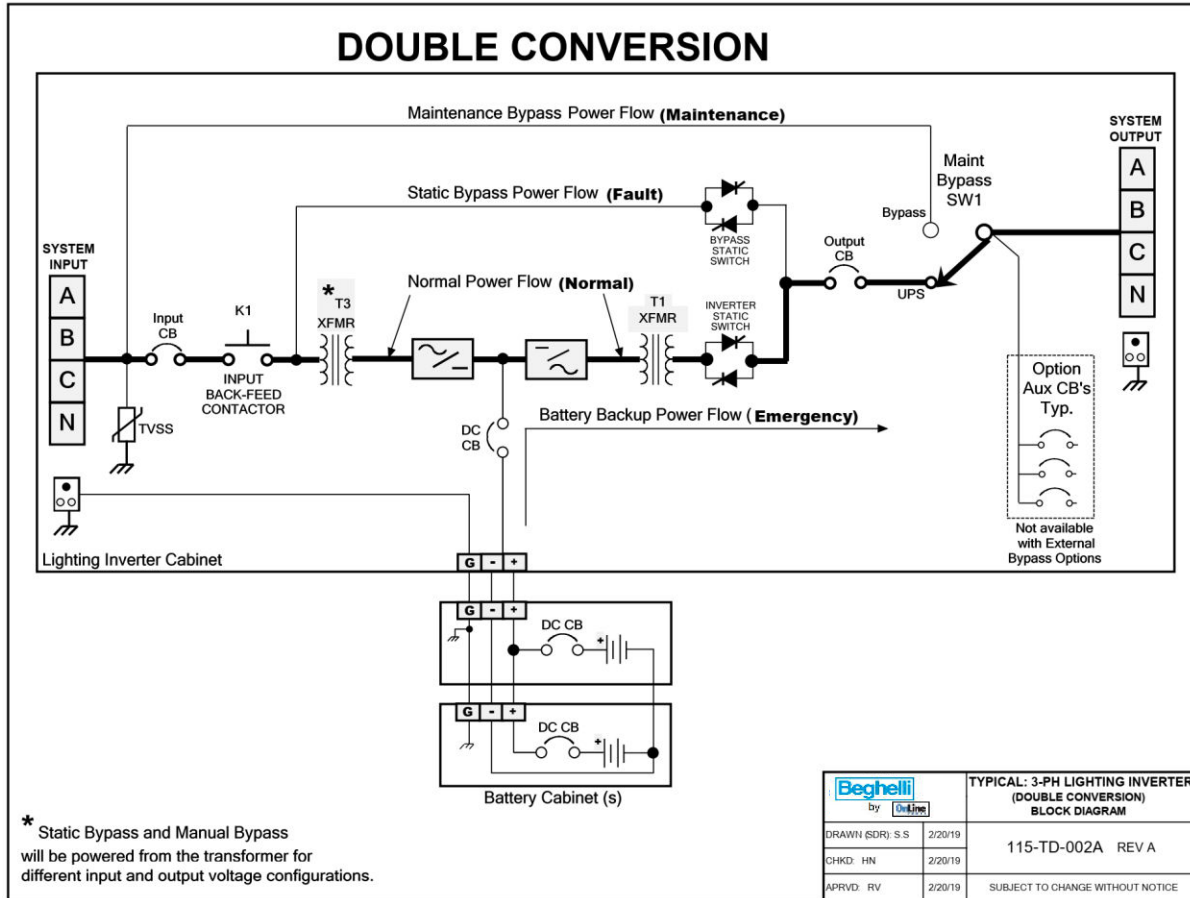 DOUBLE CONVERSION
Maintenance Bypass Power Flow (Maintenance)
SYSTEM
OUTPUT
A
B
C
N
Maint
Bypass
SW1
Bypass
Static Bypass Power Flow (Fault)
BYPASS
STATIC
SWITCH
Output
CB
UPS
SYSTEM
INPUT
A
B
C
N
Input
CB
K1
INPUT
BACK-FEED
CONTACTOR
* T3
XFMR
Normal Power Flow (Normal)
T1
XFMR
INVERTER
STATIC
SWITCH
TVSS
DC
CB
Battery Backup Power Flow ( Emergency)
Option
Aux CB's
Typ.
Not available
with External
Bypass Options
Lighting Inverter Cabinet
G - +
G - +
DC CB
+
G - +
DC CB
+
Battery Cabinet (s)
* Static Bypass and Manual Bypass
will be powered from the transformer for
different input and output voltage configurations.
Beghelli
by OnLine
TYPICAL: 3-PH LIGHTING INVERTER
(DOUBLE CONVERSION)
BLOCK DIAGRAM
DRAWN (SDR): S.S 2/20/19
115-TD-002A REV A
CHKD: HN 2/20/19
APRVD: RV 2/20/19
SUBJECT TO CHANGE WITHOUT NOTICE